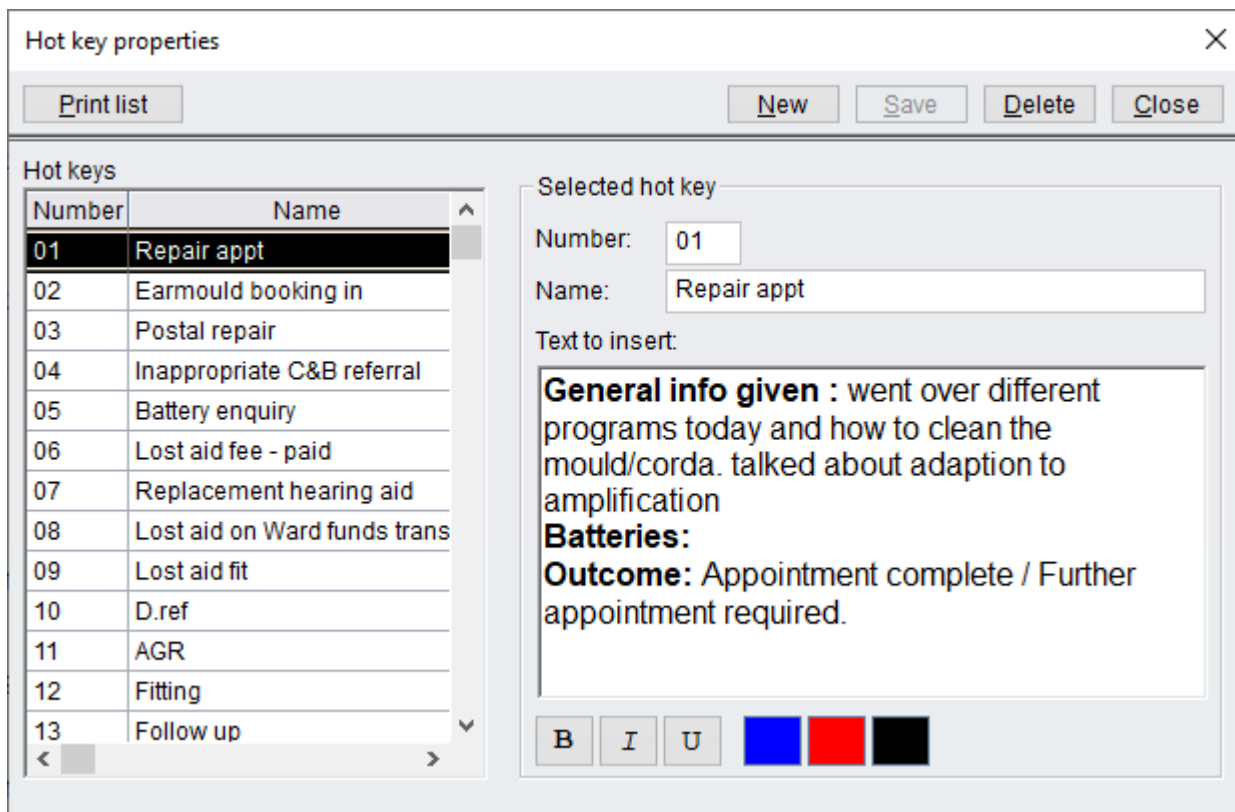 Hot key properties
Print list New Save Delete Close
Hot keys
Number Name
01 Repair appt
02 Earmould booking in
03 Postal repair
04 Inappropriate C&B referral
05 Battery enquiry
06 Lost aid fee - paid
07 Replacement hearing aid
08 Lost aid on Ward funds trans
09 Lost aid fit
10 D.ref
11 AGR
12 Fitting
13 Follow up
Selected hot key
Number: 01
Name: Repair appt
Text to insert:
General info given : went over different
programs today and how to clean the
mould/corda. talked about adaption to
amplification
Batteries:
Outcome: Appointment complete / Further
appointment required.
B I U